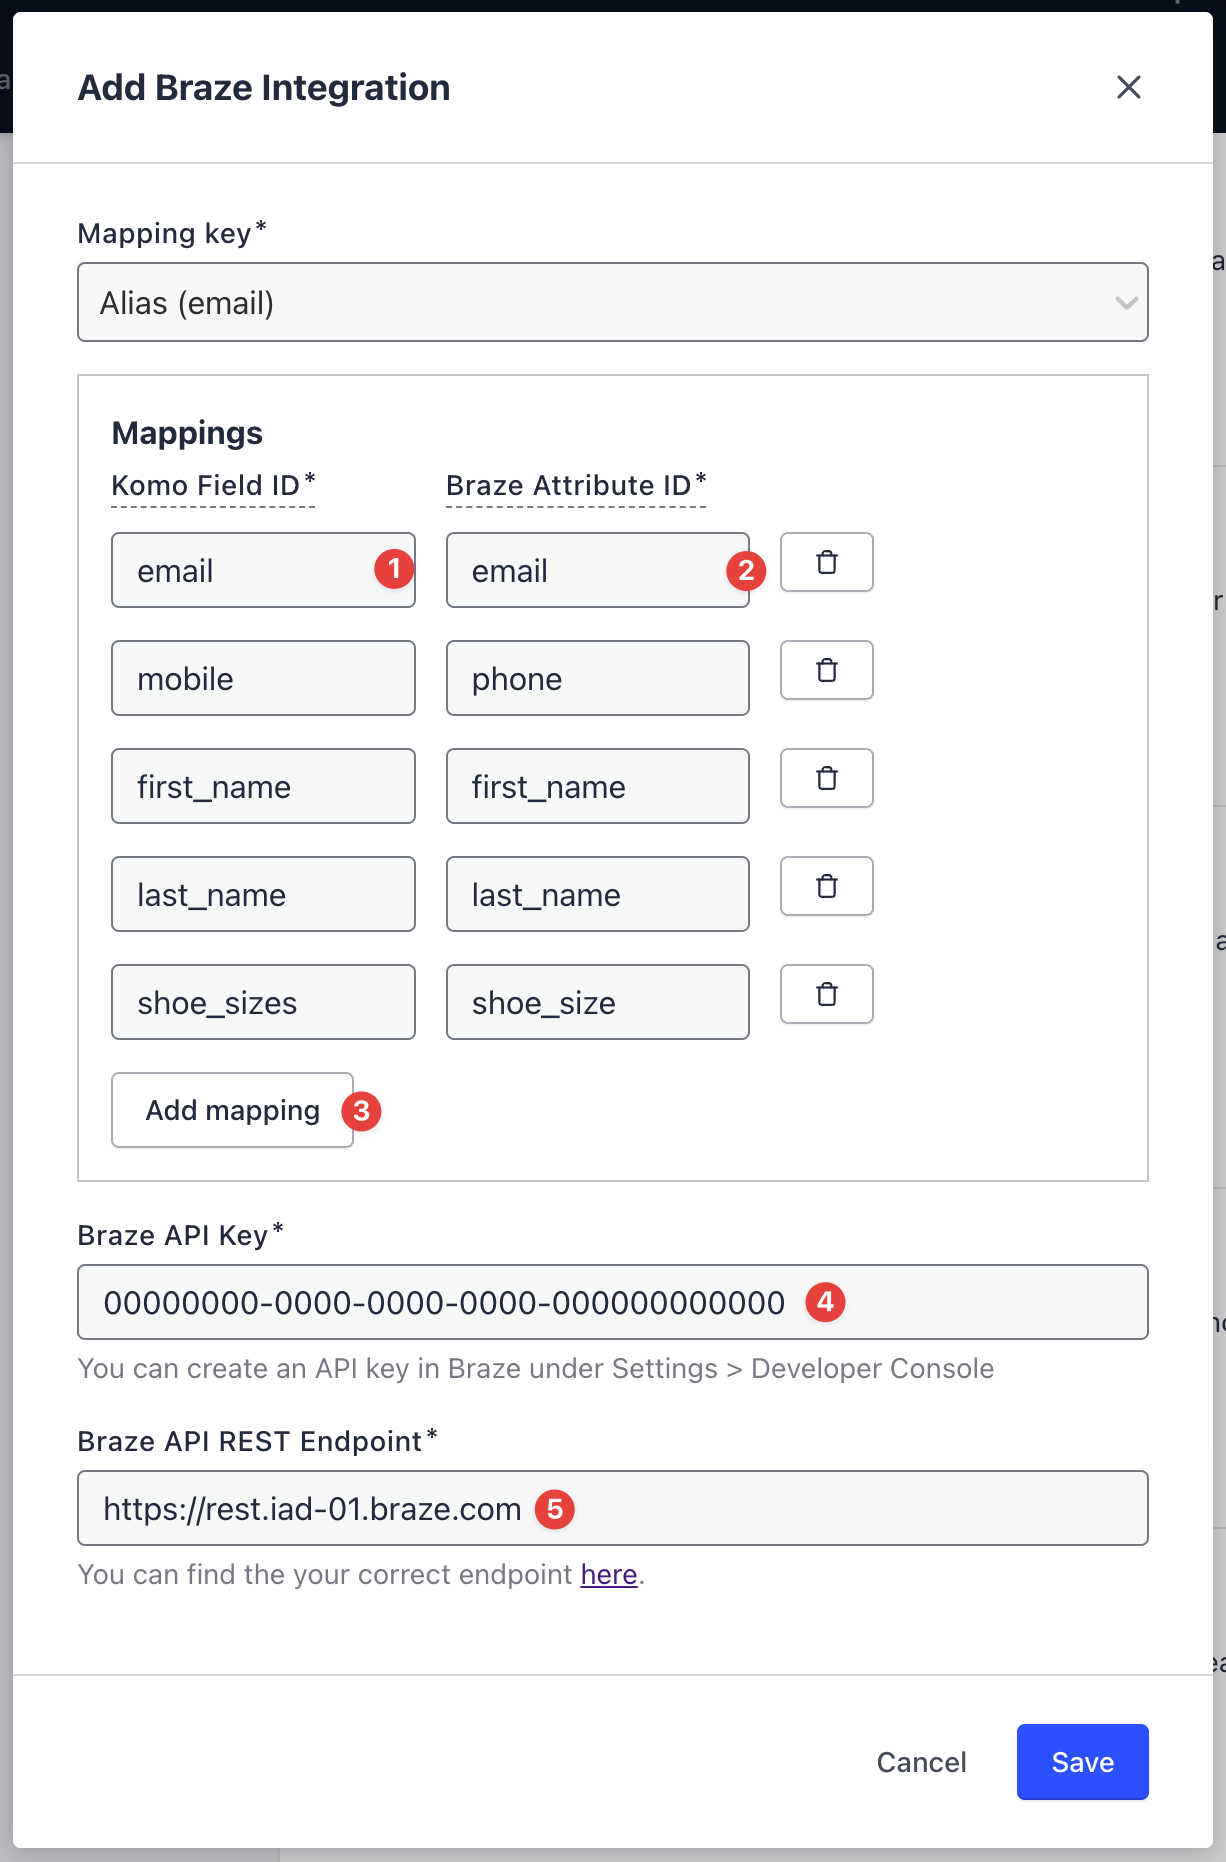 Add Braze Integration
Mapping key*
Alias (email)
Mappings
Komo Field ID* Braze Attribute ID*
email 1 email 2
mobile phone
first_name first_name
last_name last_name
shoe_sizes shoe_size
Add mapping 3
Braze API Key*
00000000-0000-0000-0000-000000000000 4
You can create an API key in Braze under Settings > Developer Console
Braze API REST Endpoint*
https://rest.iad-01.braze.com 5
You can find the your correct endpoint here.
Cancel Save